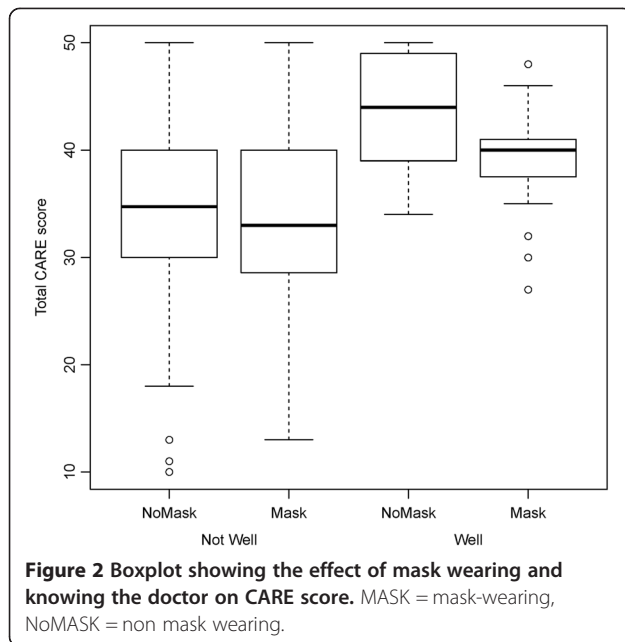 50
40
30
20
10
Total CARE score
NoMask Mask NoMask Mask
Not Well Well
Figure 2 Boxplot showing the effect of mask wearing and
knowing the doctor on CARE score. MASK = mask-wearing,
NoMASK = non mask wearing.